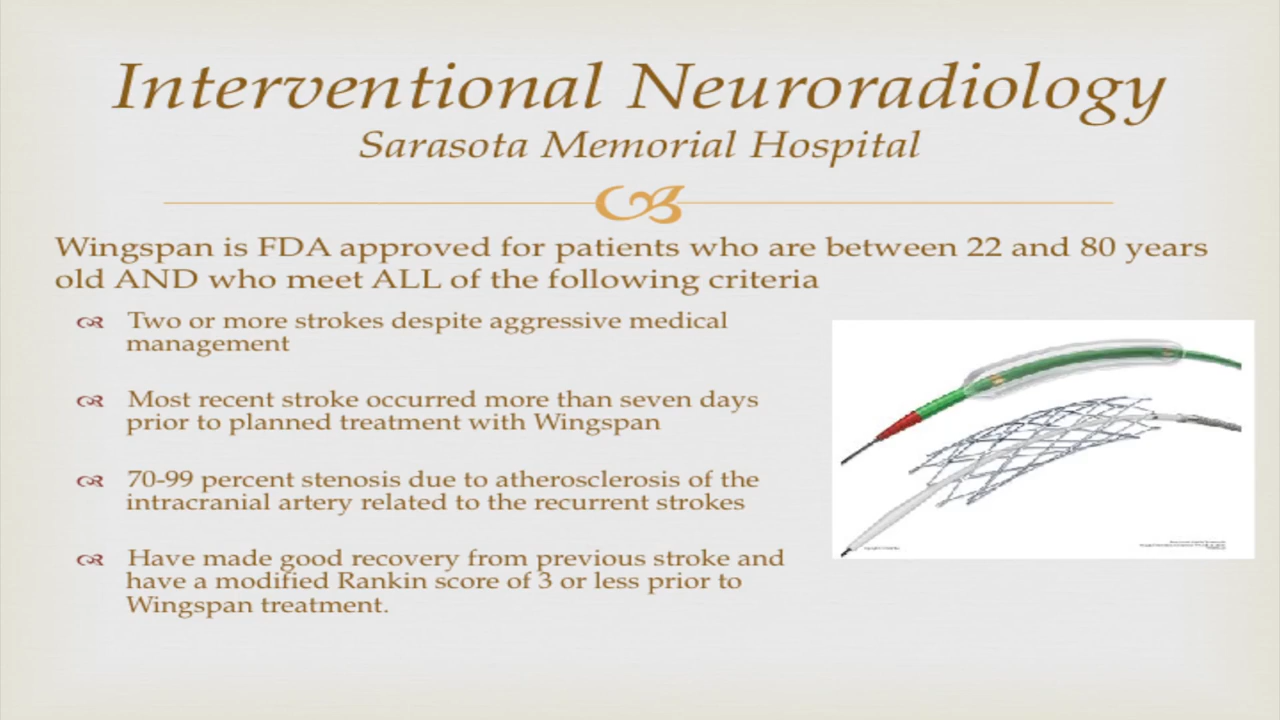 Interventional Neuroradiology
Sarasota Memorial Hospital
Wingspan is FDA approved for patients who are between 22 and 80 years
old AND who meet ALL of the following criteria
Two or more strokes despite aggressive medical
management
Most recent stroke occurred more than seven days
prior to planned treatment with Wingspan
70-99 percent stenosis due to atherosclerosis of the
intracranial artery related to the recurrent strokes
Have made good recovery from previous stroke and
have a modified Rankin score of 3 or less prior to
Wingspan treatment.